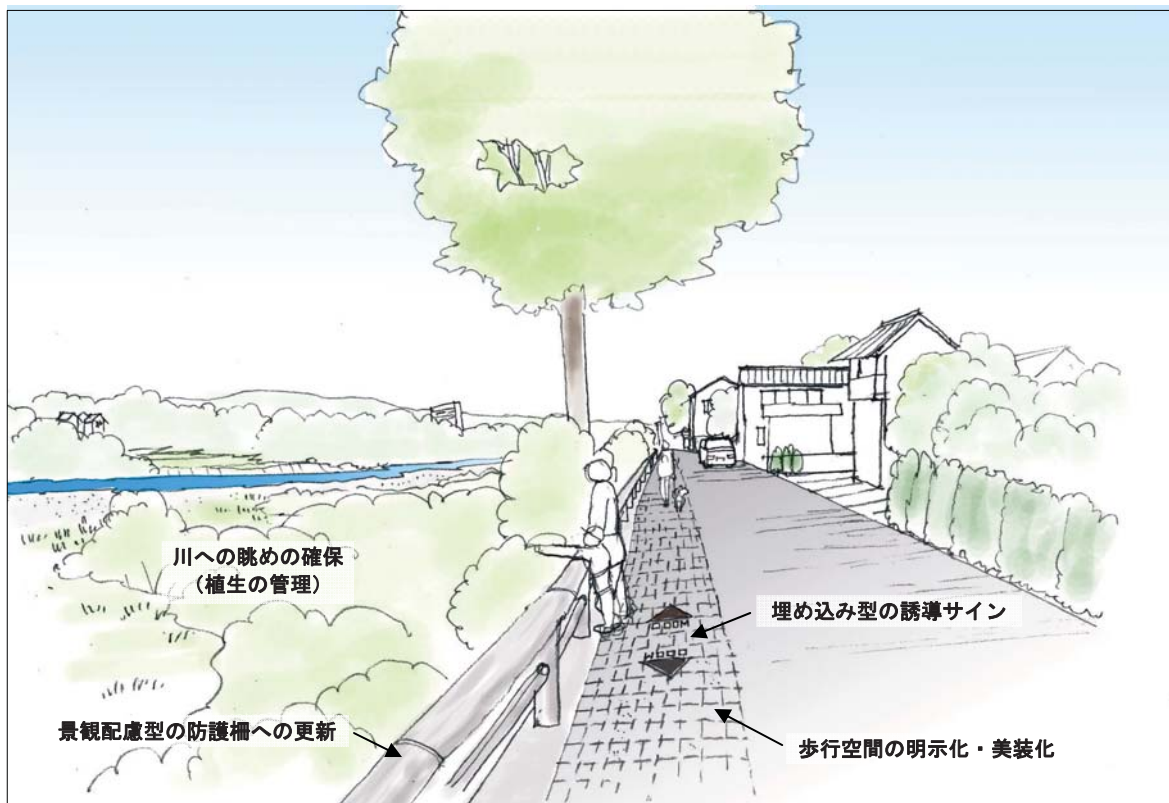 川への眺めの確保
（植生の管理）
埋め込み型の誘導サイン
景観配慮型の防護柵への更新
歩行空間の明示化・美装化